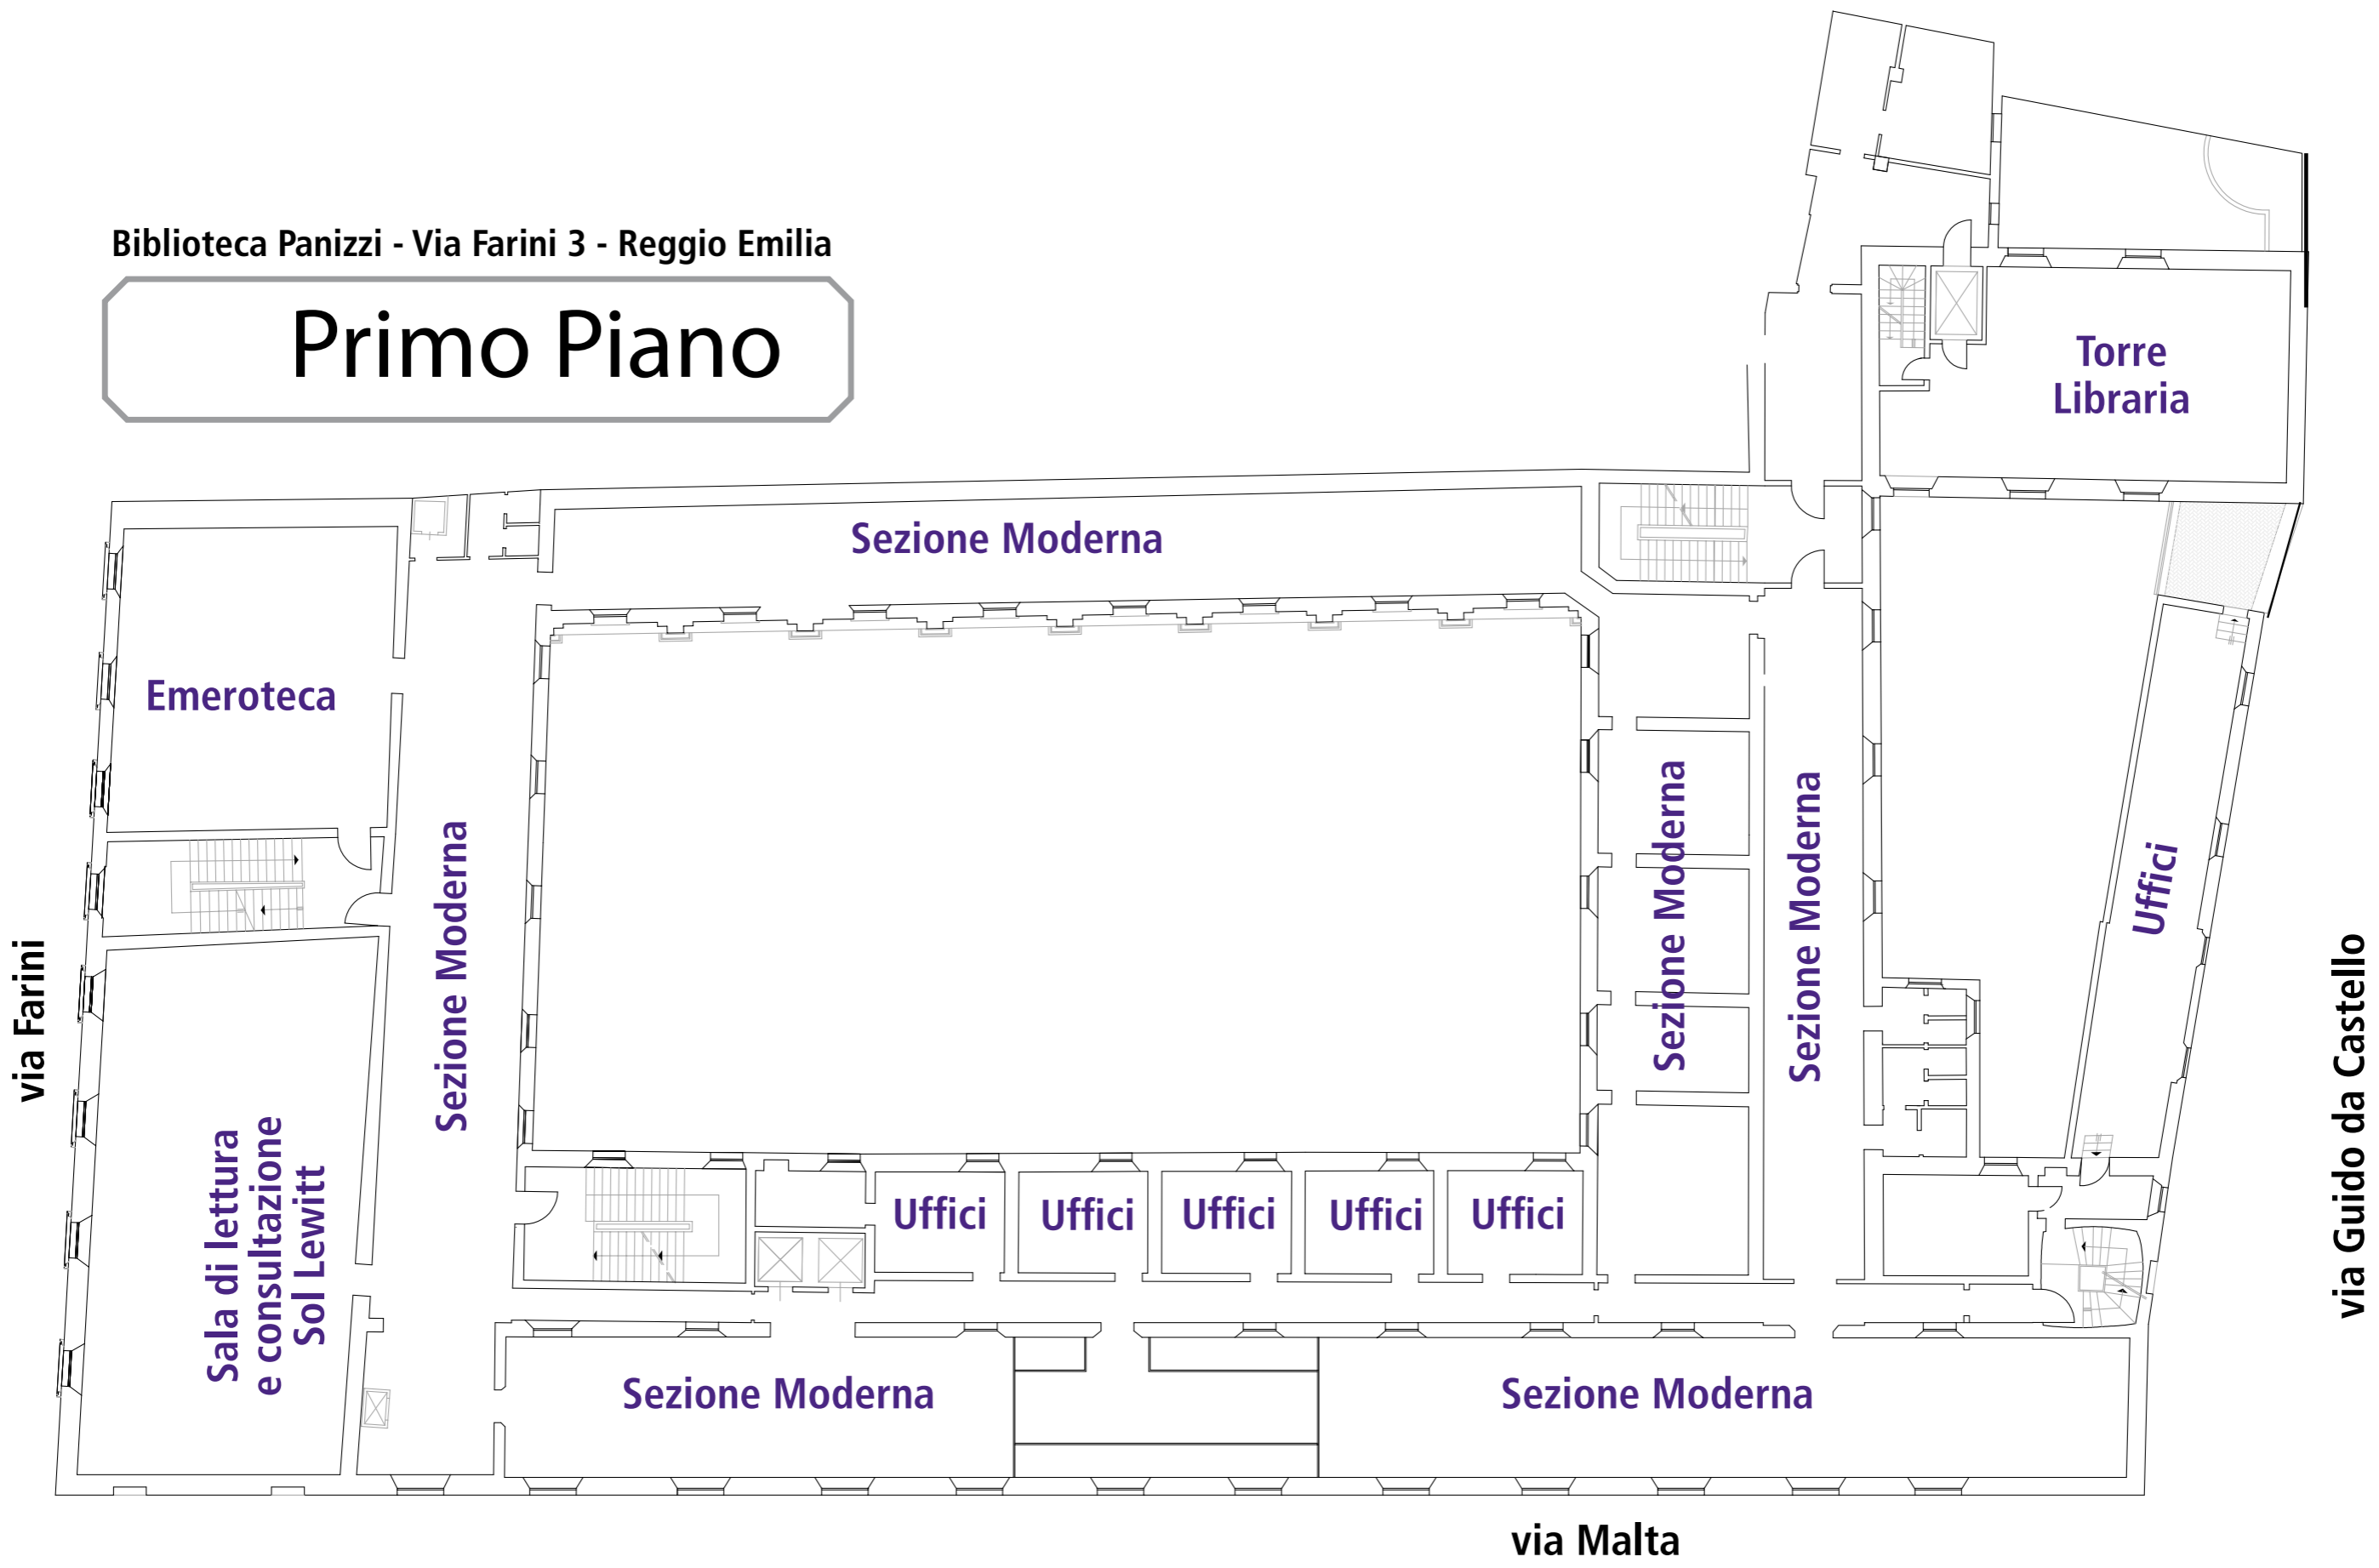 Biblioteca Panizzi - Via Farini 3 - Reggio Emilia
Primo Piano
Torre
Libraria
Sezione Moderna
Emeroteca
Sezione Moderna
Sezione Moderna
Sezione Moderna
Uffici
via Farini
via Guido da Castello
Sala di lettura
e consultazione
Sol Lewitt
Uffici
Uffici
Uffici
Uffici
Uffici
Sezione Moderna
Sezione Moderna
via Malta